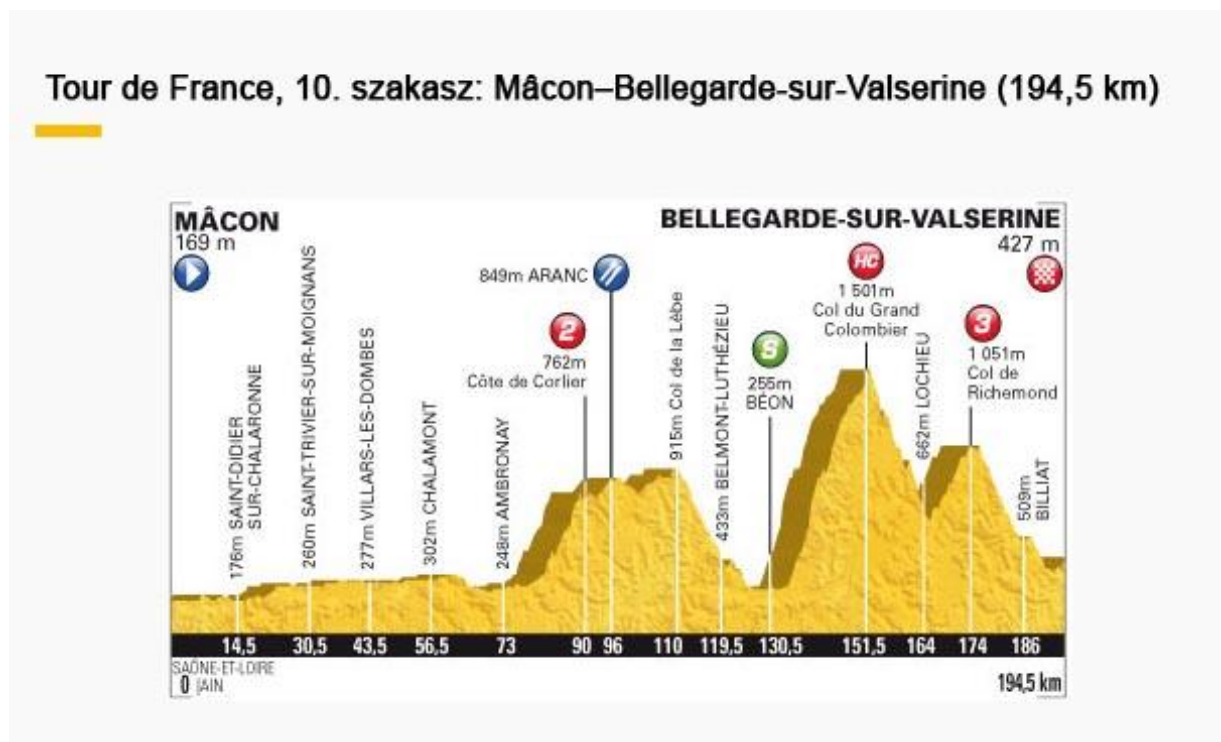 Tour de France, 10. szakasz: Mâcon–Bellegarde-sur-Valserine (194,5 km)
MÂCON
169 m
BELLEGARDE-SUR-VALSERINE
427 m
176m SAINT-DIDIER
SUR-CHALARONNE
260m SAINT-TRIVIER-SUR-MOIGNANS
277m VILLARS-LES-DOMBES
302m CHALAMONT
248m AMBRONAY
2
762m
Côte de Corlier
849m ARANC
915m Col de la Lèbe
433m BELMONT-LUTHÉZIEU
S
255m
BÉON
HC
1 501m
Col du Grand
Colombier
662m LOCHIEU
3
1 051m
Col de
Richemond
509m
BILLIAT
14,5 30,5 43,5 56,5 73 90 96 110 119,5 130,5 151,5 164 174 186
SAÔNE-ET-LOIRE
0 AIN
194,5 km